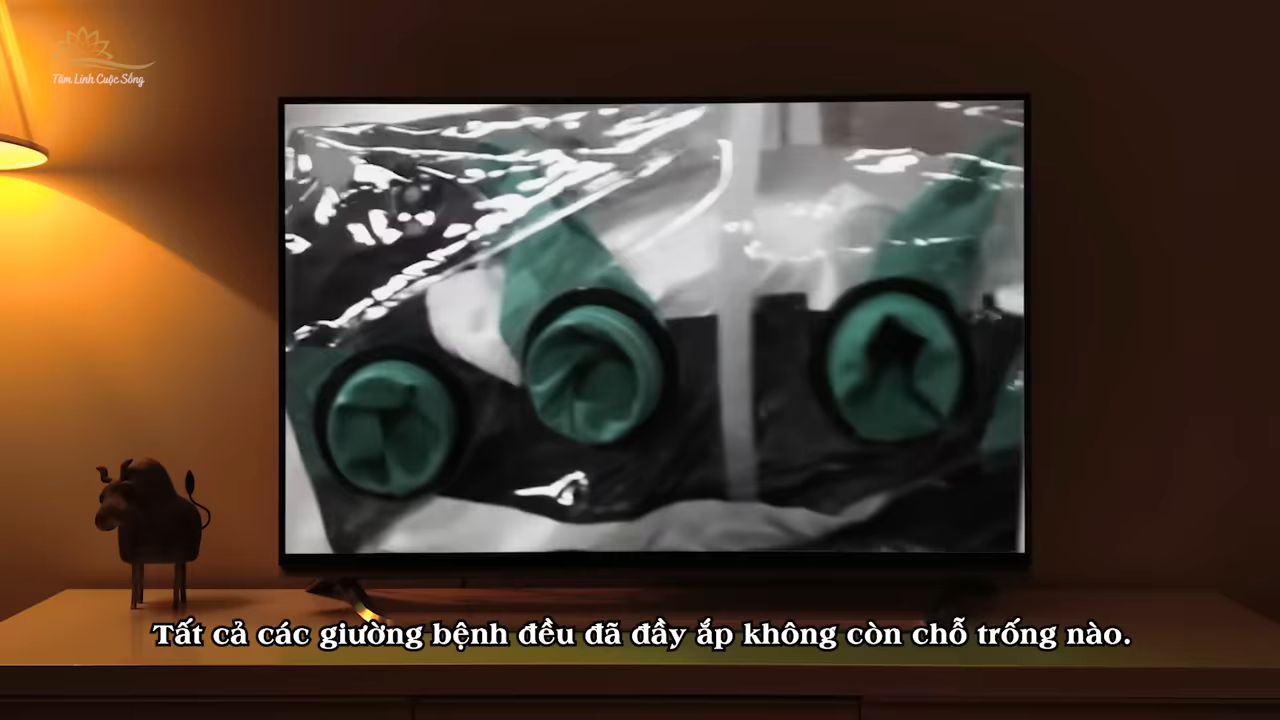 Tâm Linh Cuộc Sống
Tất cả các giường bệnh đều đã đầy ắp không còn chỗ trống nào.